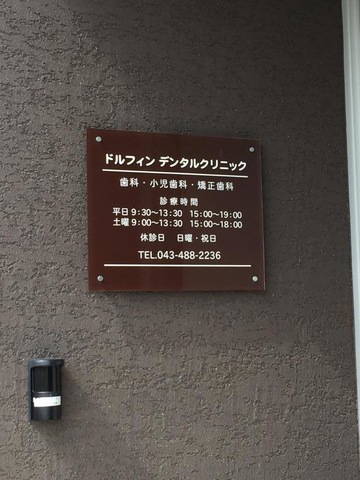 ドルフィン デンタルクリニック
歯科・小児歯科・矯正歯科
診療時間
平日 9:30〜13:30 15:00〜19:00
土曜 9:00〜13:30 15:00〜18:00
休診日 日曜・祝日
TEL.043-488-2236